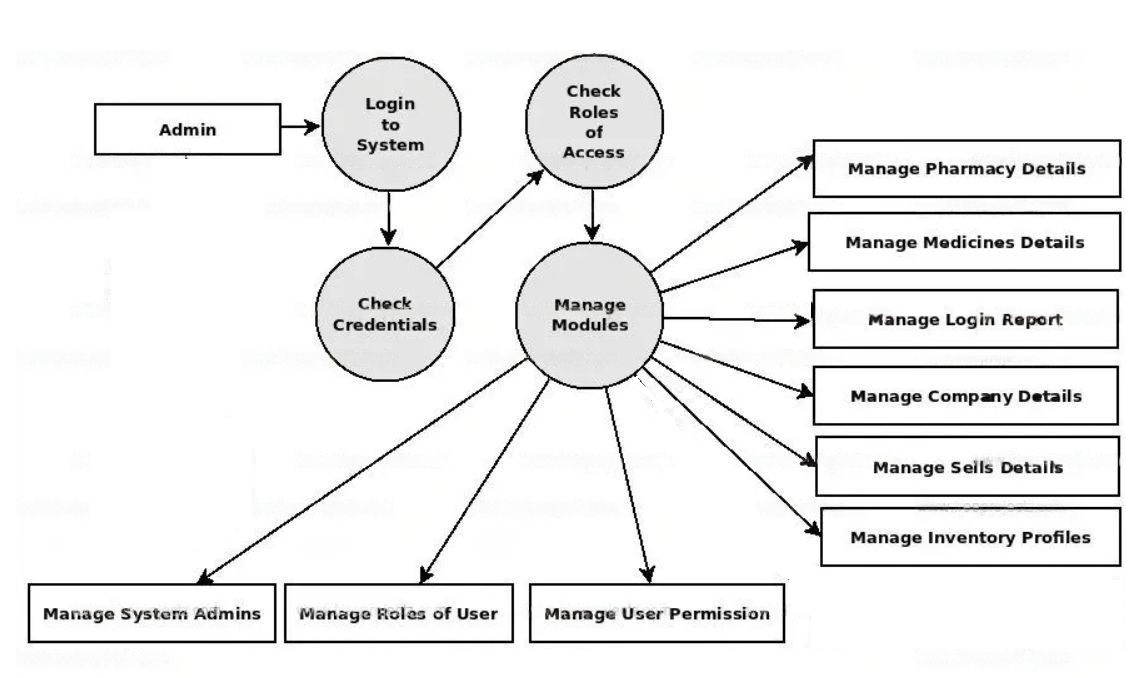 Admin
Login
to
System
Check
Roles
of
Access
Check
Credentials
Manage
Modules
Manage Pharmacy Details
Manage Medicines Details
Manage Login Report
Manage Company Details
Manage Sells Details
Manage Inventory Profiles
Manage System Admins
Manage Roles of User
Manage User Permission